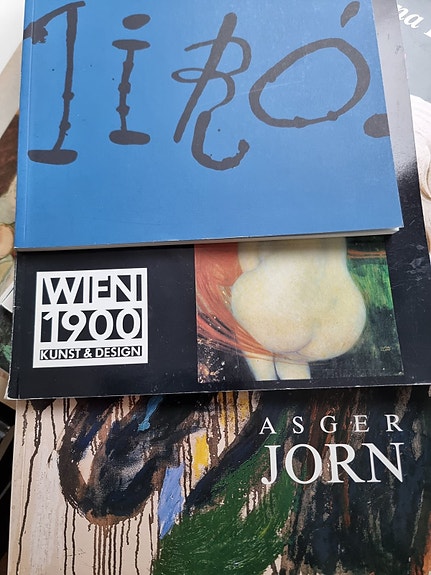 MIRÓ.
WIEN
1900
KUNST & DESIGN
ASGER
JORN